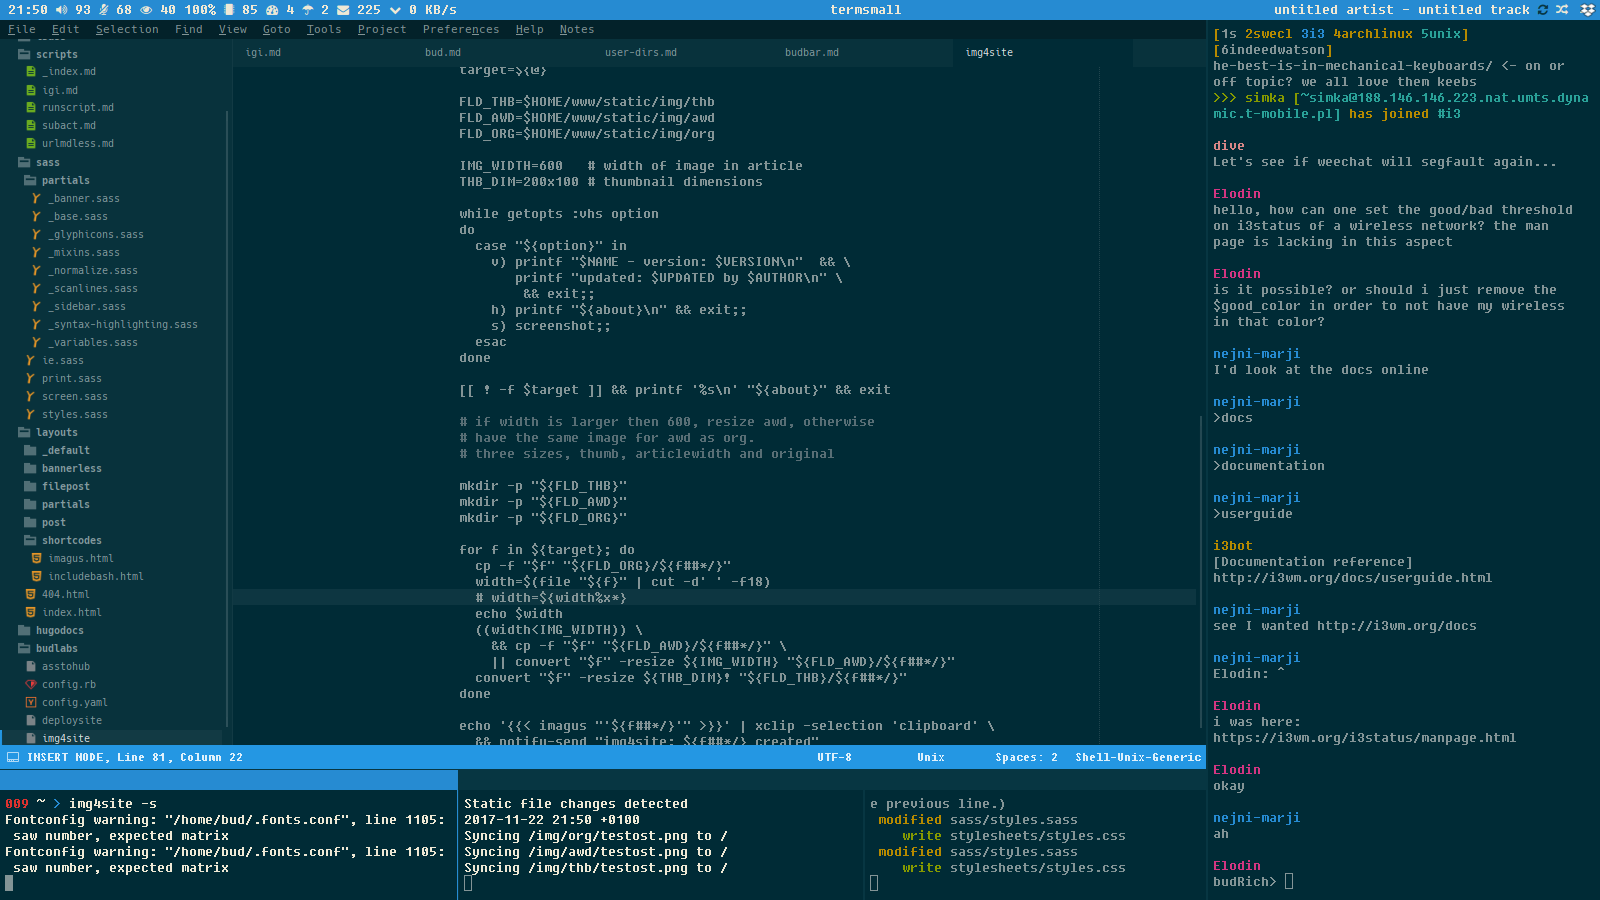 21:50 93 68 40 100% 85 4 2 225 0 KB/s
termsmall
untitled artist - untitled track
File Edit Selection Find View Goto Tools Project Preferences Help Notes
scripts
_index.md
igi.md
runscript.md
subact.md
urlmdless.md
sass
partials
_banner.sass
_base.sass
_glyphicons.sass
_mixins.sass
_normalize.sass
_scanlines.sass
_sidebar.sass
_syntax-highlighting.sass
_variables.sass
ie.sass
print.sass
screen.sass
styles.sass
layouts
_default
bannerless
filepost
partials
post
shortcodes
imagus.html
includebash.html
404.html
index.html
hugodocs
budlabs
asstohub
config.rb
config.yaml
deploysite
img4site
igi.md bud.md user-dirs.md budbar.md img4site
target=${@}
FLD_THB=$HOME/www/static/img/thb
FLD_AWD=$HOME/www/static/img/awd
FLD_ORG=$HOME/www/static/img/org
IMG_WIDTH=600   # width of image in article
THB_DIM=200x100 # thumbnail dimensions
while getopts :vhs option
do
  case "${option}" in
    v) printf "$NAME - version: $VERSION\n"  && \
       printf "updated: $UPDATED by $AUTHOR\n" \
        && exit;;
    h) printf "${about}\n" && exit;;
    s) screenshot;;
  esac
done
[[ ! -f $target ]] && printf '%s\n' "${about}" && exit
# if width is larger then 600, resize awd, otherwise
# have the same image for awd as org.
# three sizes, thumb, articlewidth and original
mkdir -p "${FLD_THB}"
mkdir -p "${FLD_AWD}"
mkdir -p "${FLD_ORG}"
for f in ${target}; do
  cp -f "$f" "${FLD_ORG}/${f##*/}"
  width=$(file "${f}" | cut -d' ' -f18)
  # width=${width%x*}
  echo $width
  ((width<IMG_WIDTH)) \
    && cp -f "$f" "${FLD_AWD}/${f##*/}" \
    || convert "$f" -resize ${IMG_WIDTH} "${FLD_AWD}/${f##*/}"
  convert "$f" -resize ${THB_DIM}! "${FLD_THB}/${f##*/}"
done
echo '{{< imagus "'${f##*/}'" >}}' | xclip -selection 'clipboard' \
  && notify-send "img4site: ${f##*/} created"
INSERT MODE, Line 81, Column 22 UTF-8 Unix Spaces: 2 Shell-Unix-Generic
009 ~ > img4site -s
Fontconfig warning: "/home/bud/.fonts.conf", line 1105:
 saw number, expected matrix
Fontconfig warning: "/home/bud/.fonts.conf", line 1105:
 saw number, expected matrix
Static file changes detected
2017-11-22 21:50 +0100
Syncing /img/org/testost.png to /
Syncing /img/awd/testost.png to /
Syncing /img/thb/testost.png to /
e previous line.)
 modified sass/styles.sass
    write stylesheets/styles.css
 modified sass/styles.sass
    write stylesheets/styles.css
[1s 2swecl 3i3 4archlinux 5unix]
[6indeedwatson]
he-best-is-in-mechanical-keyboards/ <- on or
off topic? we all love them keebs
>>> simka [~simka@188.146.146.223.nat.umts.dyna
mic.t-mobile.pl] has joined #i3
dive
Let's see if weechat will segfault again...
Elodin
hello, how can one set the good/bad threshold
on i3status of a wireless network? the man
page is lacking in this aspect
Elodin
is it possible? or should i just remove the
$good_color in order to not have my wireless
in that color?
nejni-marji
I'd look at the docs online
nejni-marji
>docs
nejni-marji
>documentation
nejni-marji
>userguide
i3bot
[Documentation reference]
http://i3wm.org/docs/userguide.html
nejni-marji
see I wanted http://i3wm.org/docs
nejni-marji
Elodin: ^
Elodin
i was here:
https://i3wm.org/i3status/manpage.html
Elodin
okay
nejni-marji
ah
Elodin
budRich>